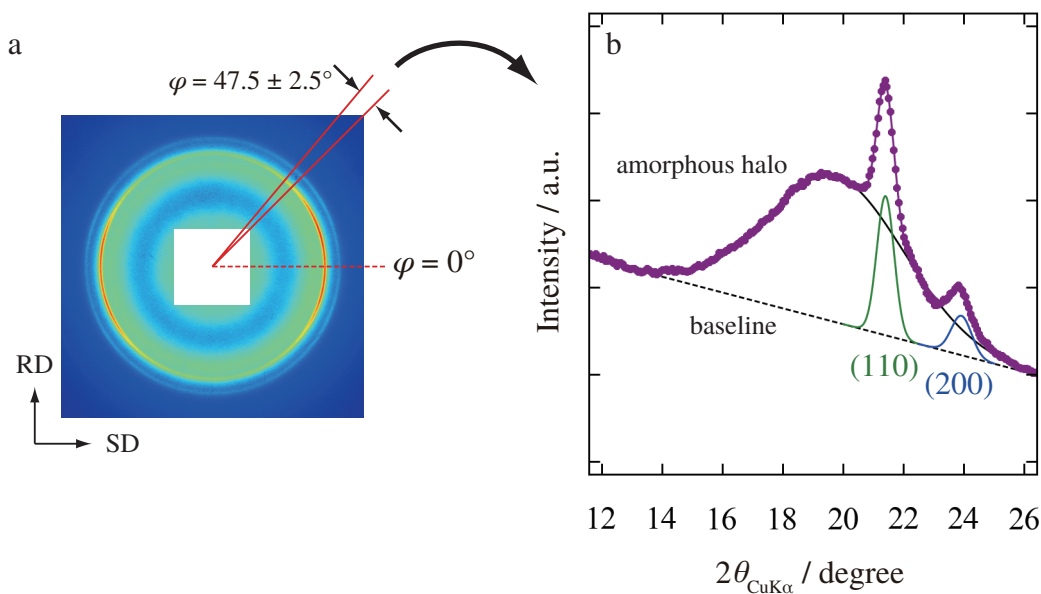 a
φ = 47.5 ± 2.5°
φ = 0°
RD
SD
b
amorphous halo
baseline
(110)
(200)
Intensity / a.u.
12 14 16 18 20 22 24 26
2θCuKα / degree